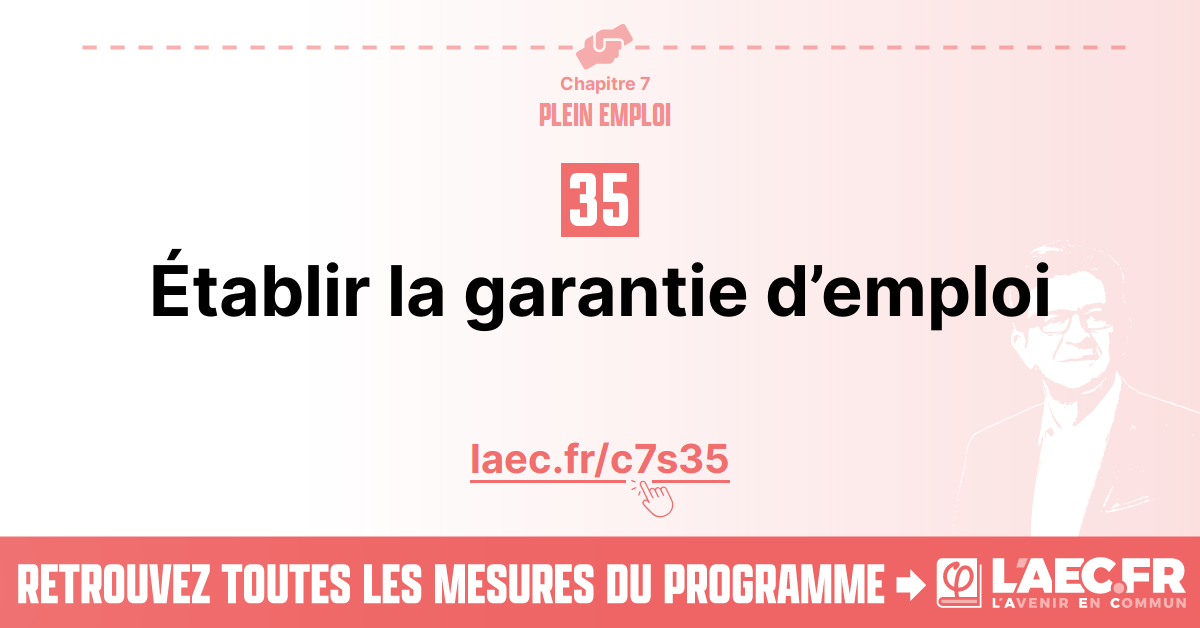 Chapitre 7
PLEIN EMPLOI
35
Établir la garantie d’emploi
laec.fr/c7s35
RETROUVEZ TOUTES LES MESURES DU PROGRAMME
φ L'AEC.FR
L'AVENIR EN COMMUN